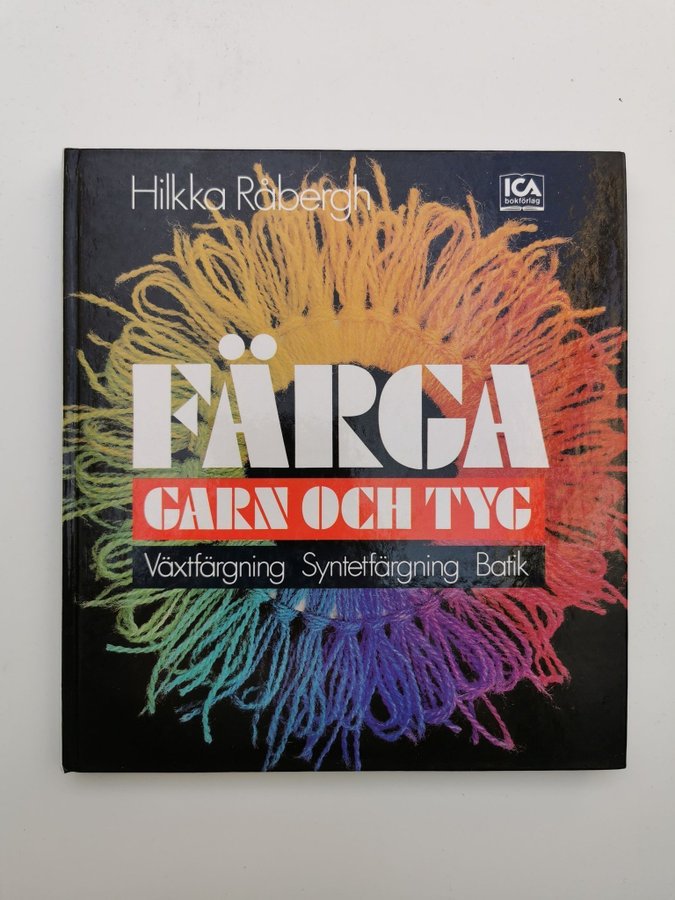 Hilkka Råbergh
ICA
bokförlag
FÄRGA
GARN OCH TYG
Växtfärgning Syntetfärgning Batik